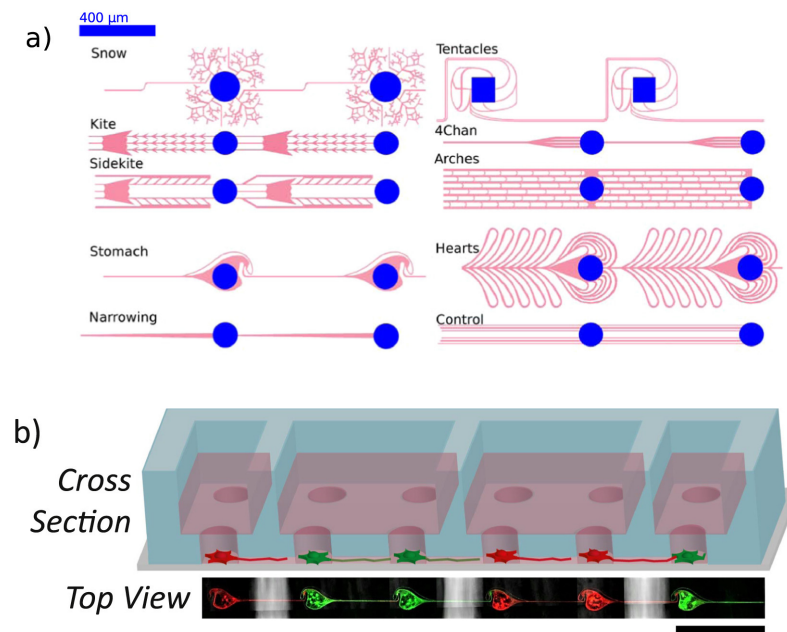 400 μm
a)
Snow
Tentacles
Kite
4Chan
Sidekite
Arches
Stomach
Hearts
Narrowing
Control
b)
Cross
Section
Top View